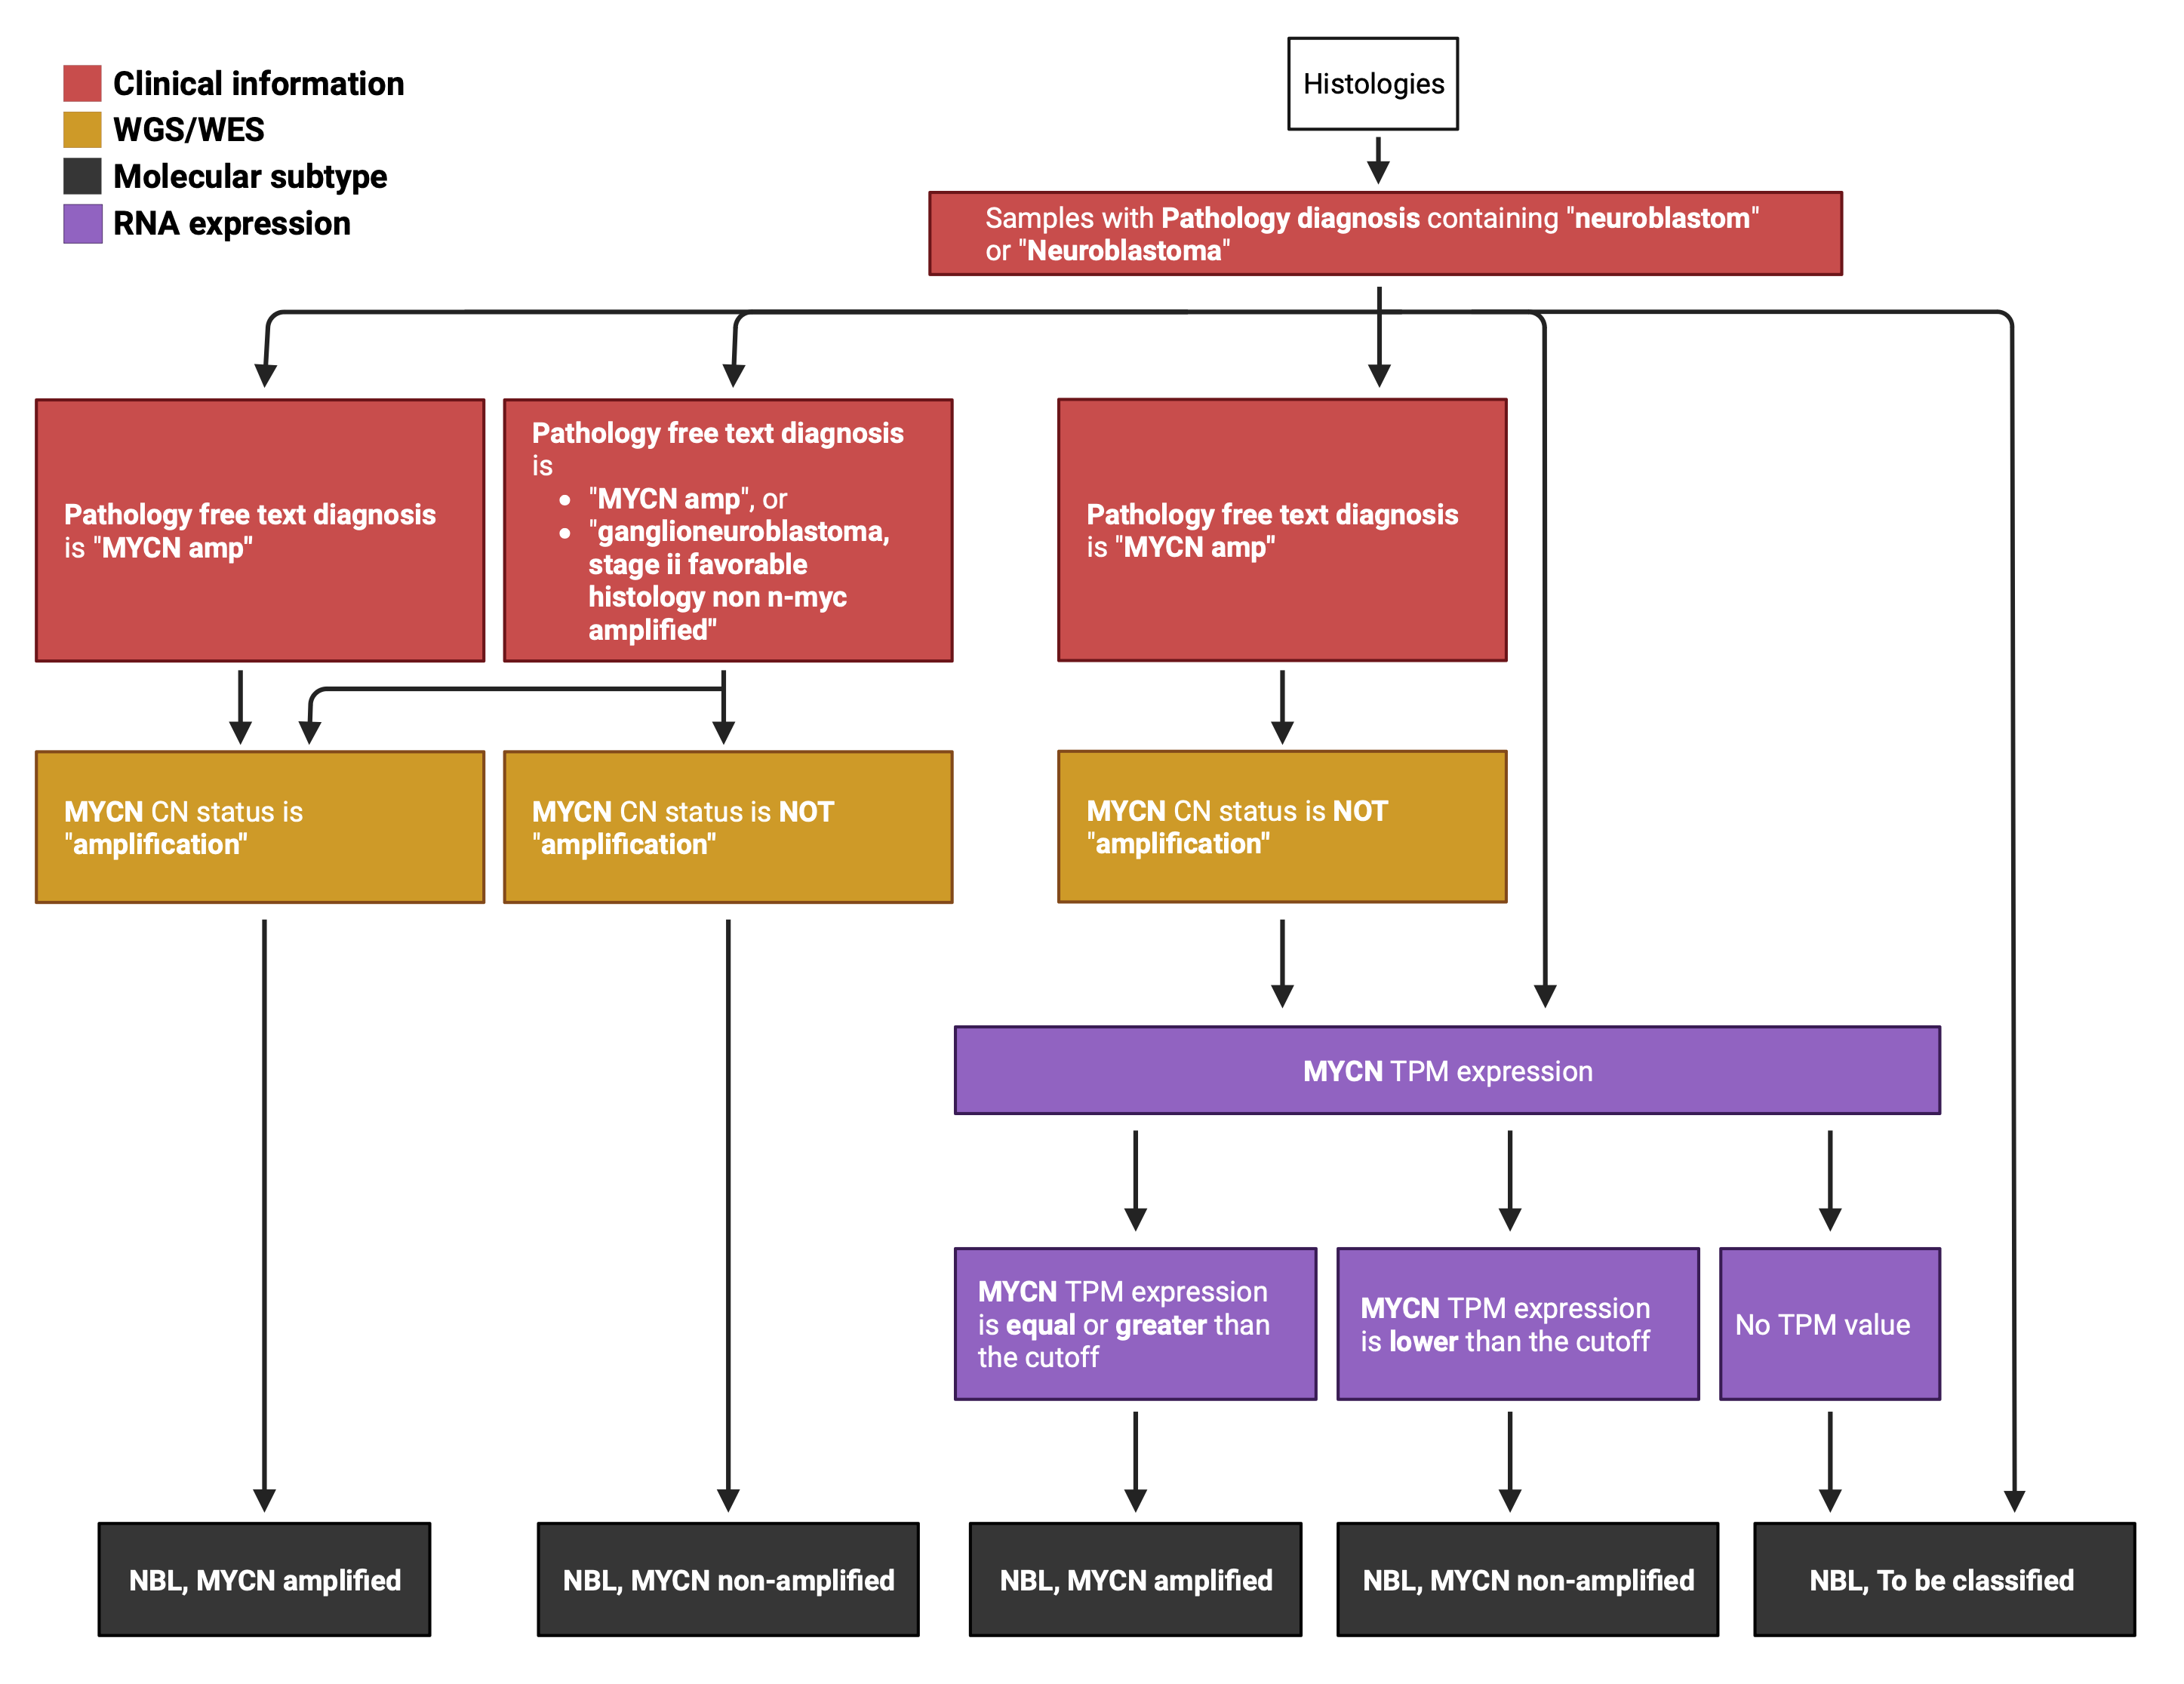 Clinical information
WGS/WES
Molecular subtype
RNA expression
Histologies
Samples with Pathology diagnosis containing "neuroblastom"
or "Neuroblastoma"
Pathology free text diagnosis
is "MYCN amp"
Pathology free text diagnosis
is
• "MYCN amp", or
• "ganglioneuroblastoma,
stage ii favorable
histology non n-myc
amplified"
Pathology free text diagnosis
is "MYCN amp"
MYCN CN status is
"amplification"
MYCN CN status is NOT
"amplification"
MYCN CN status is NOT
"amplification"
MYCN TPM expression
MYCN TPM expression
is equal or greater than
the cutoff
MYCN TPM expression
is lower than the cutoff
No TPM value
NBL, MYCN amplified
NBL, MYCN non-amplified
NBL, MYCN amplified
NBL, MYCN non-amplified
NBL, To be classified